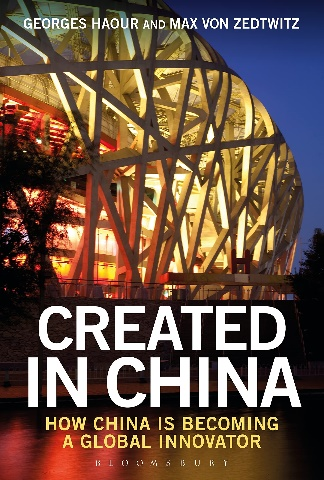 GEORGES HAOUR AND MAX VON ZEDTWITZ
CREATED
IN CHINA
HOW CHINA IS BECOMING
A GLOBAL INNOVATOR
BLOOMSBURY